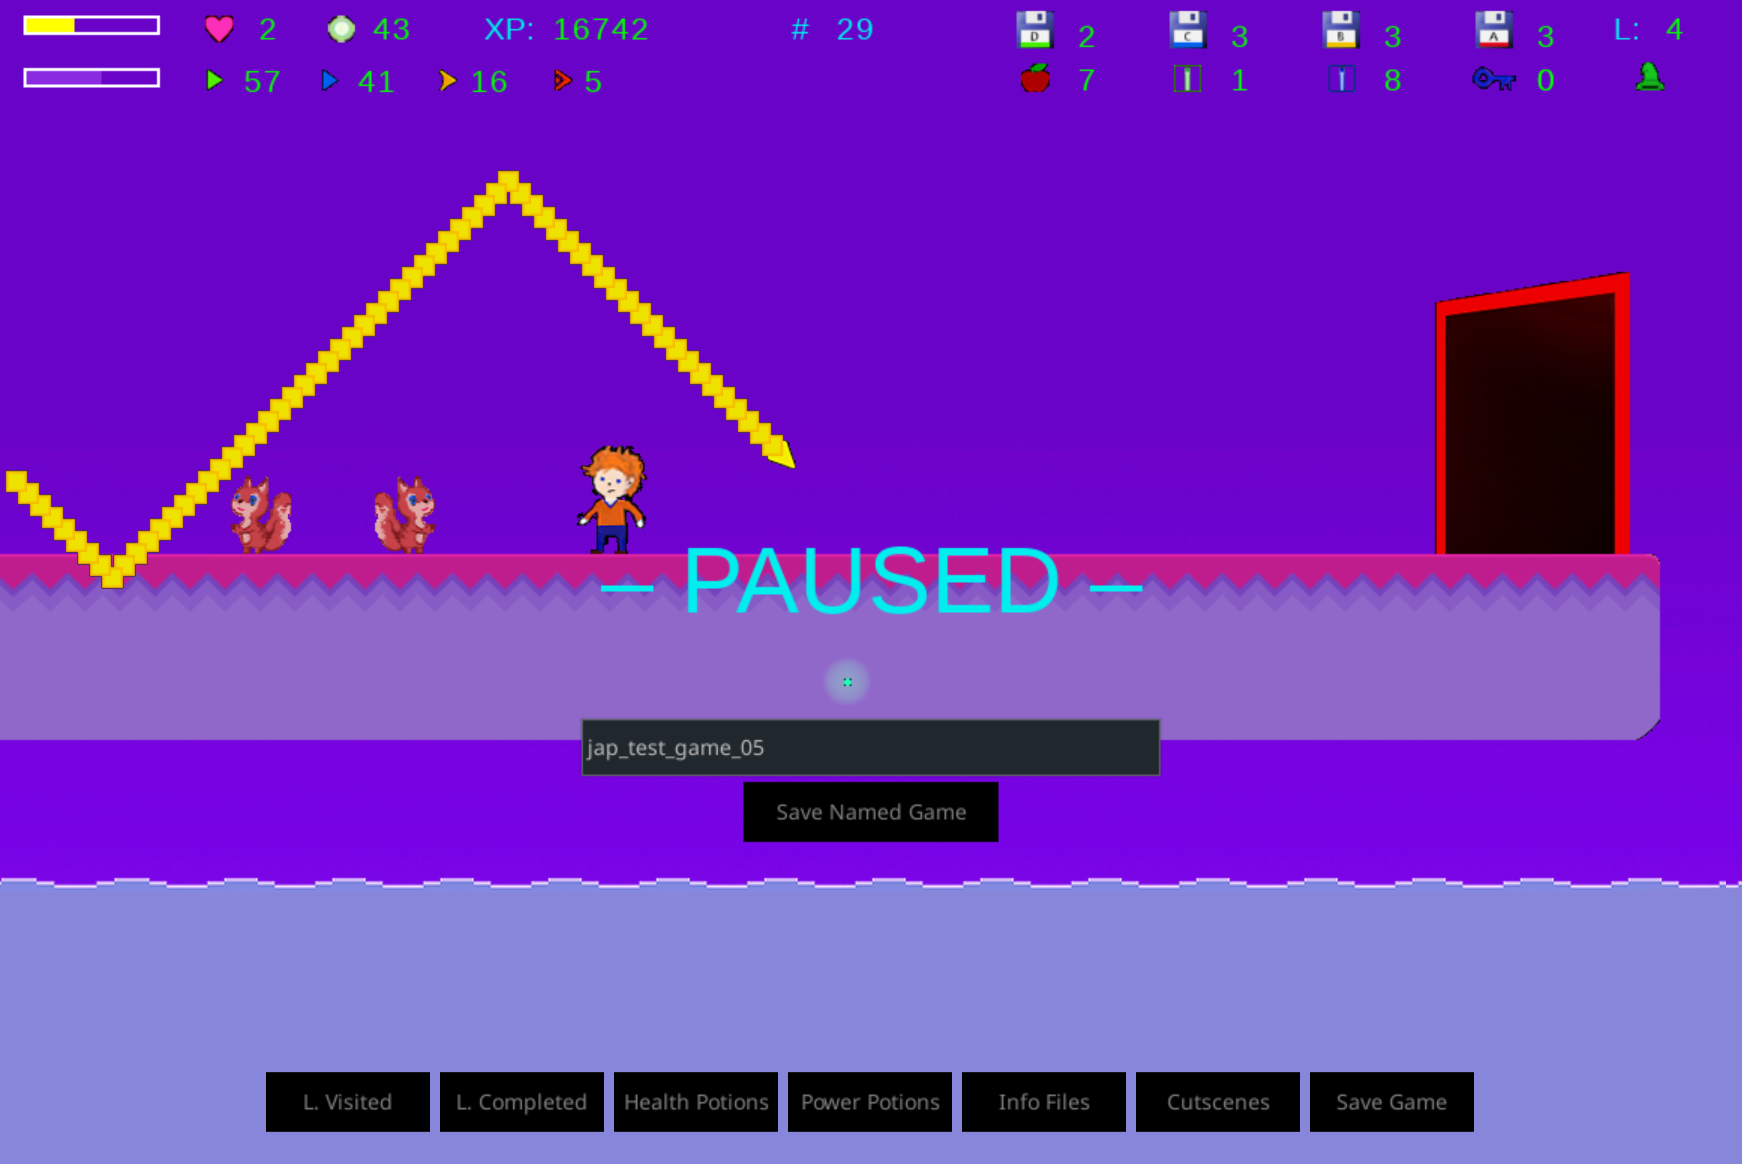 2 43 XP: 16742 # 29 2 3 3 3 L: 4
D C B A
57 41 16 5 7 1 8 0
– PAUSED –
jap_test_game_05
Save Named Game
L. Visited L. Completed Health Potions Power Potions Info Files Cutscenes Save Game